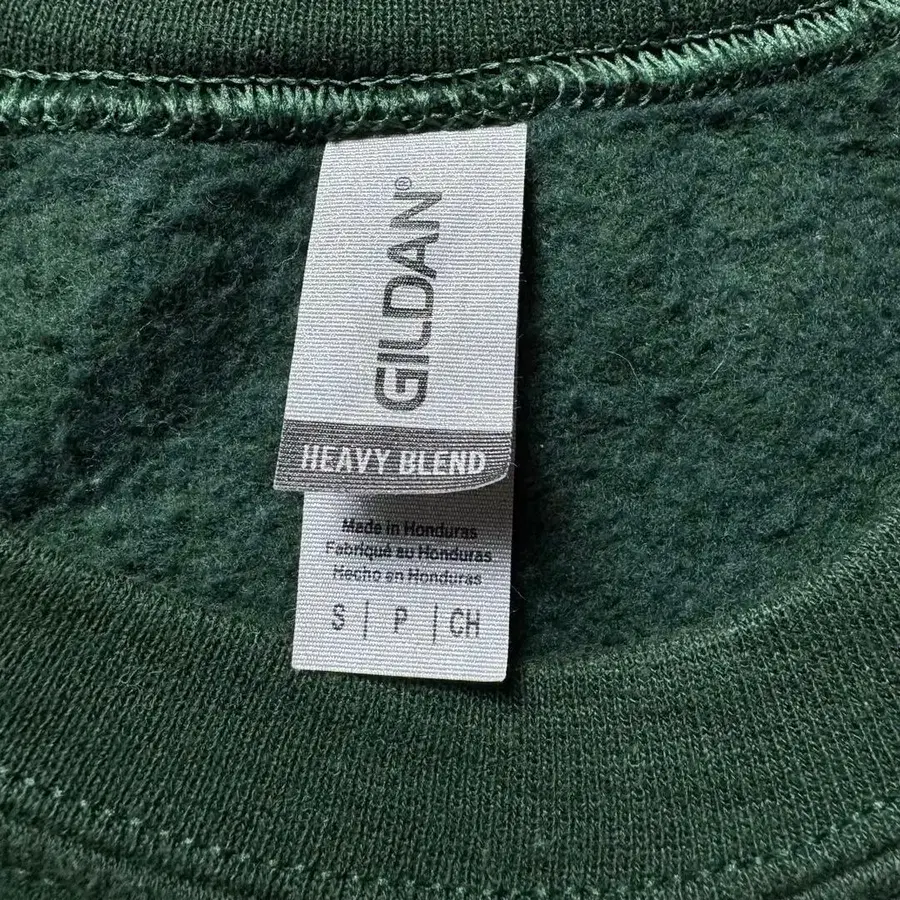 GILDAN®
HEAVY BLEND
Made in Honduras
Fabriqué au Honduras
Hecho en Honduras
S | P | CH